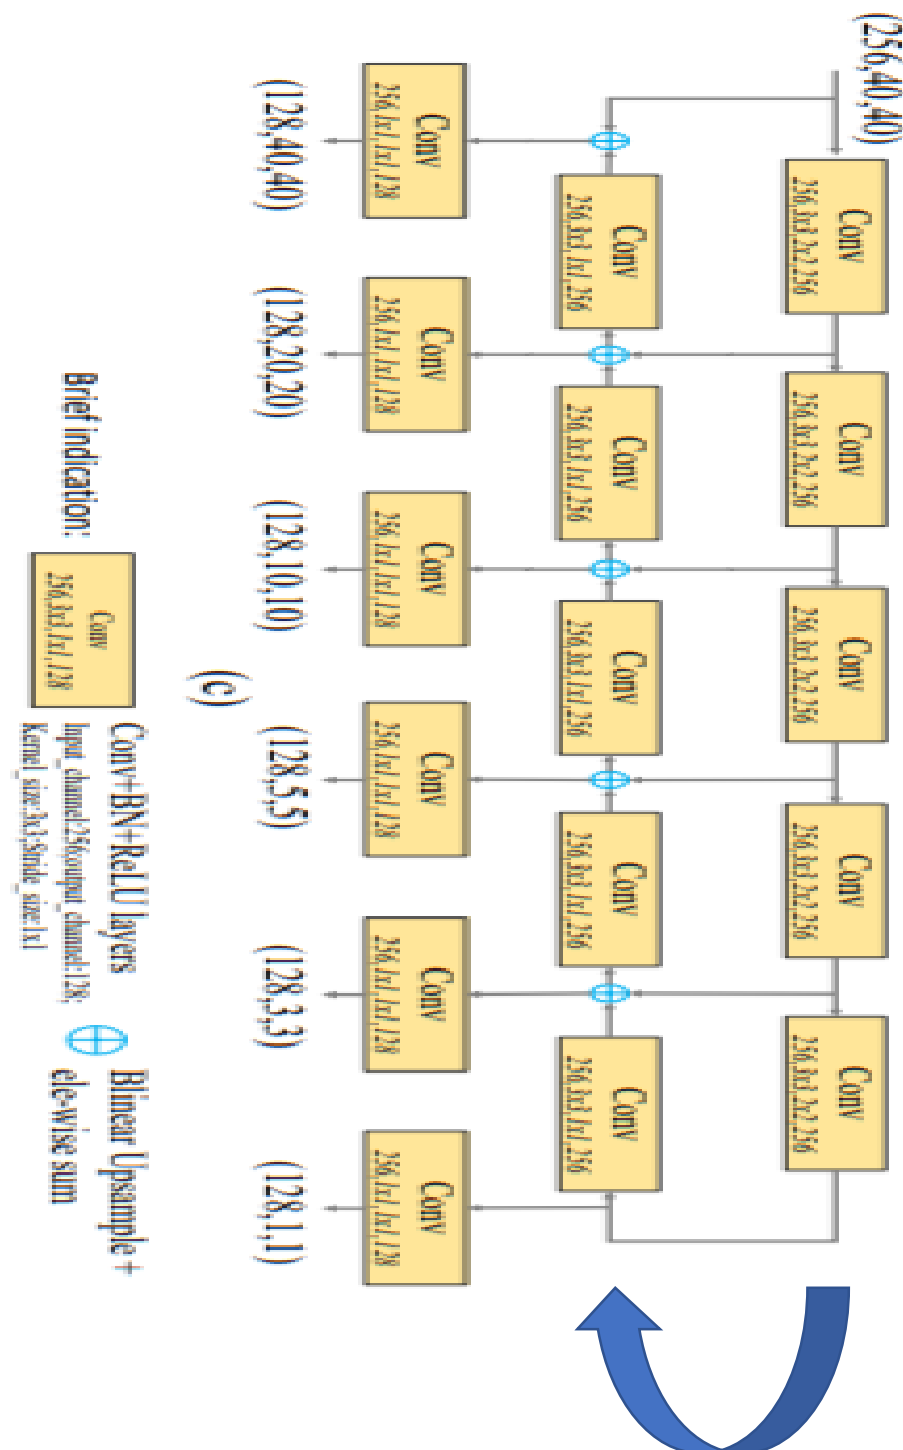 (256,40,40)
Conv
256,3x3,2x2,256
Conv
256,3x3,2x2,256
Conv
256,3x3,2x2,256
Conv
256,3x3,2x2,256
Conv
256,3x3,2x2,256
Conv
256,3x3,1x1,256
Conv
256,3x3,1x1,256
Conv
256,3x3,1x1,256
Conv
256,3x3,1x1,256
Conv
256,3x3,1x1,256
Conv
256,1x1,1x1,128
Conv
256,1x1,1x1,128
Conv
256,1x1,1x1,128
Conv
256,1x1,1x1,128
Conv
256,1x1,1x1,128
Conv
256,1x1,1x1,128
(128,40,40)
(128,20,20)
(128,10,10)
(128,5,5)
(128,3,3)
(128,1,1)
(c)
Brief indication:
Conv
256,3x3,1x1,128
Conv+BN+ReLU layers
Input_channel:256;output_channel:128;
Kernel_size:3x3;Stride_size:1x1
Blinear Upsample +
ele-wise sum